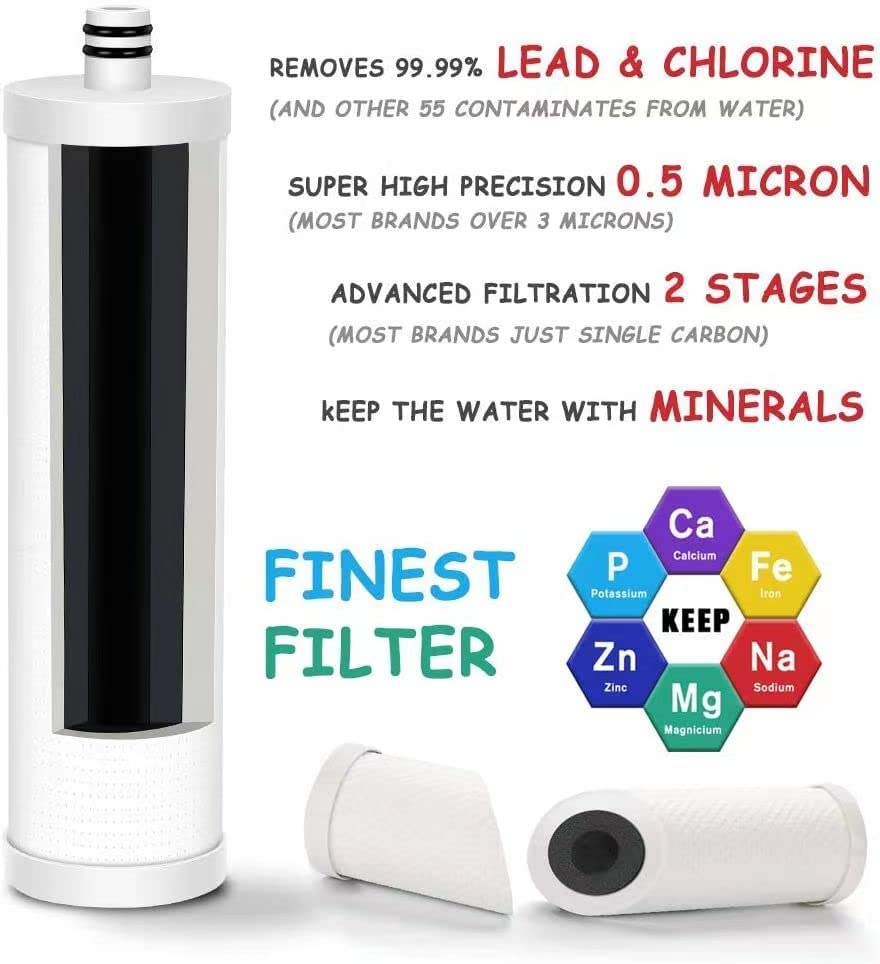 REMOVES 99.99% LEAD & CHLORINE
(AND OTHER 55 CONTAMINATES FROM WATER)
SUPER HIGH PRECISION 0.5 MICRON
(MOST BRANDS OVER 3 MICRONS)
ADVANCED FILTRATION 2 STAGES
(MOST BRANDS JUST SINGLE CARBON)
kEEP THE WATER WITH MINERALS
FINEST
FILTER
Ca
Calcium
P
Potassium
Fe
Iron
KEEP
Zn
Zinc
Na
Sodium
Mg
Magnicium